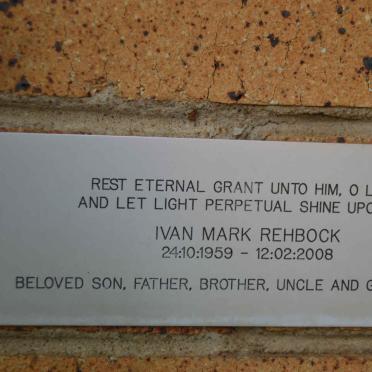 REST ETERNAL GRANT UNTO HIM, O L
AND LET LIGHT PERPETUAL SHINE UPO
IVAN MARK REHBOCK
24:10:1959 - 12:02:2008
BELOVED SON, FATHER, BROTHER, UNCLE AND G